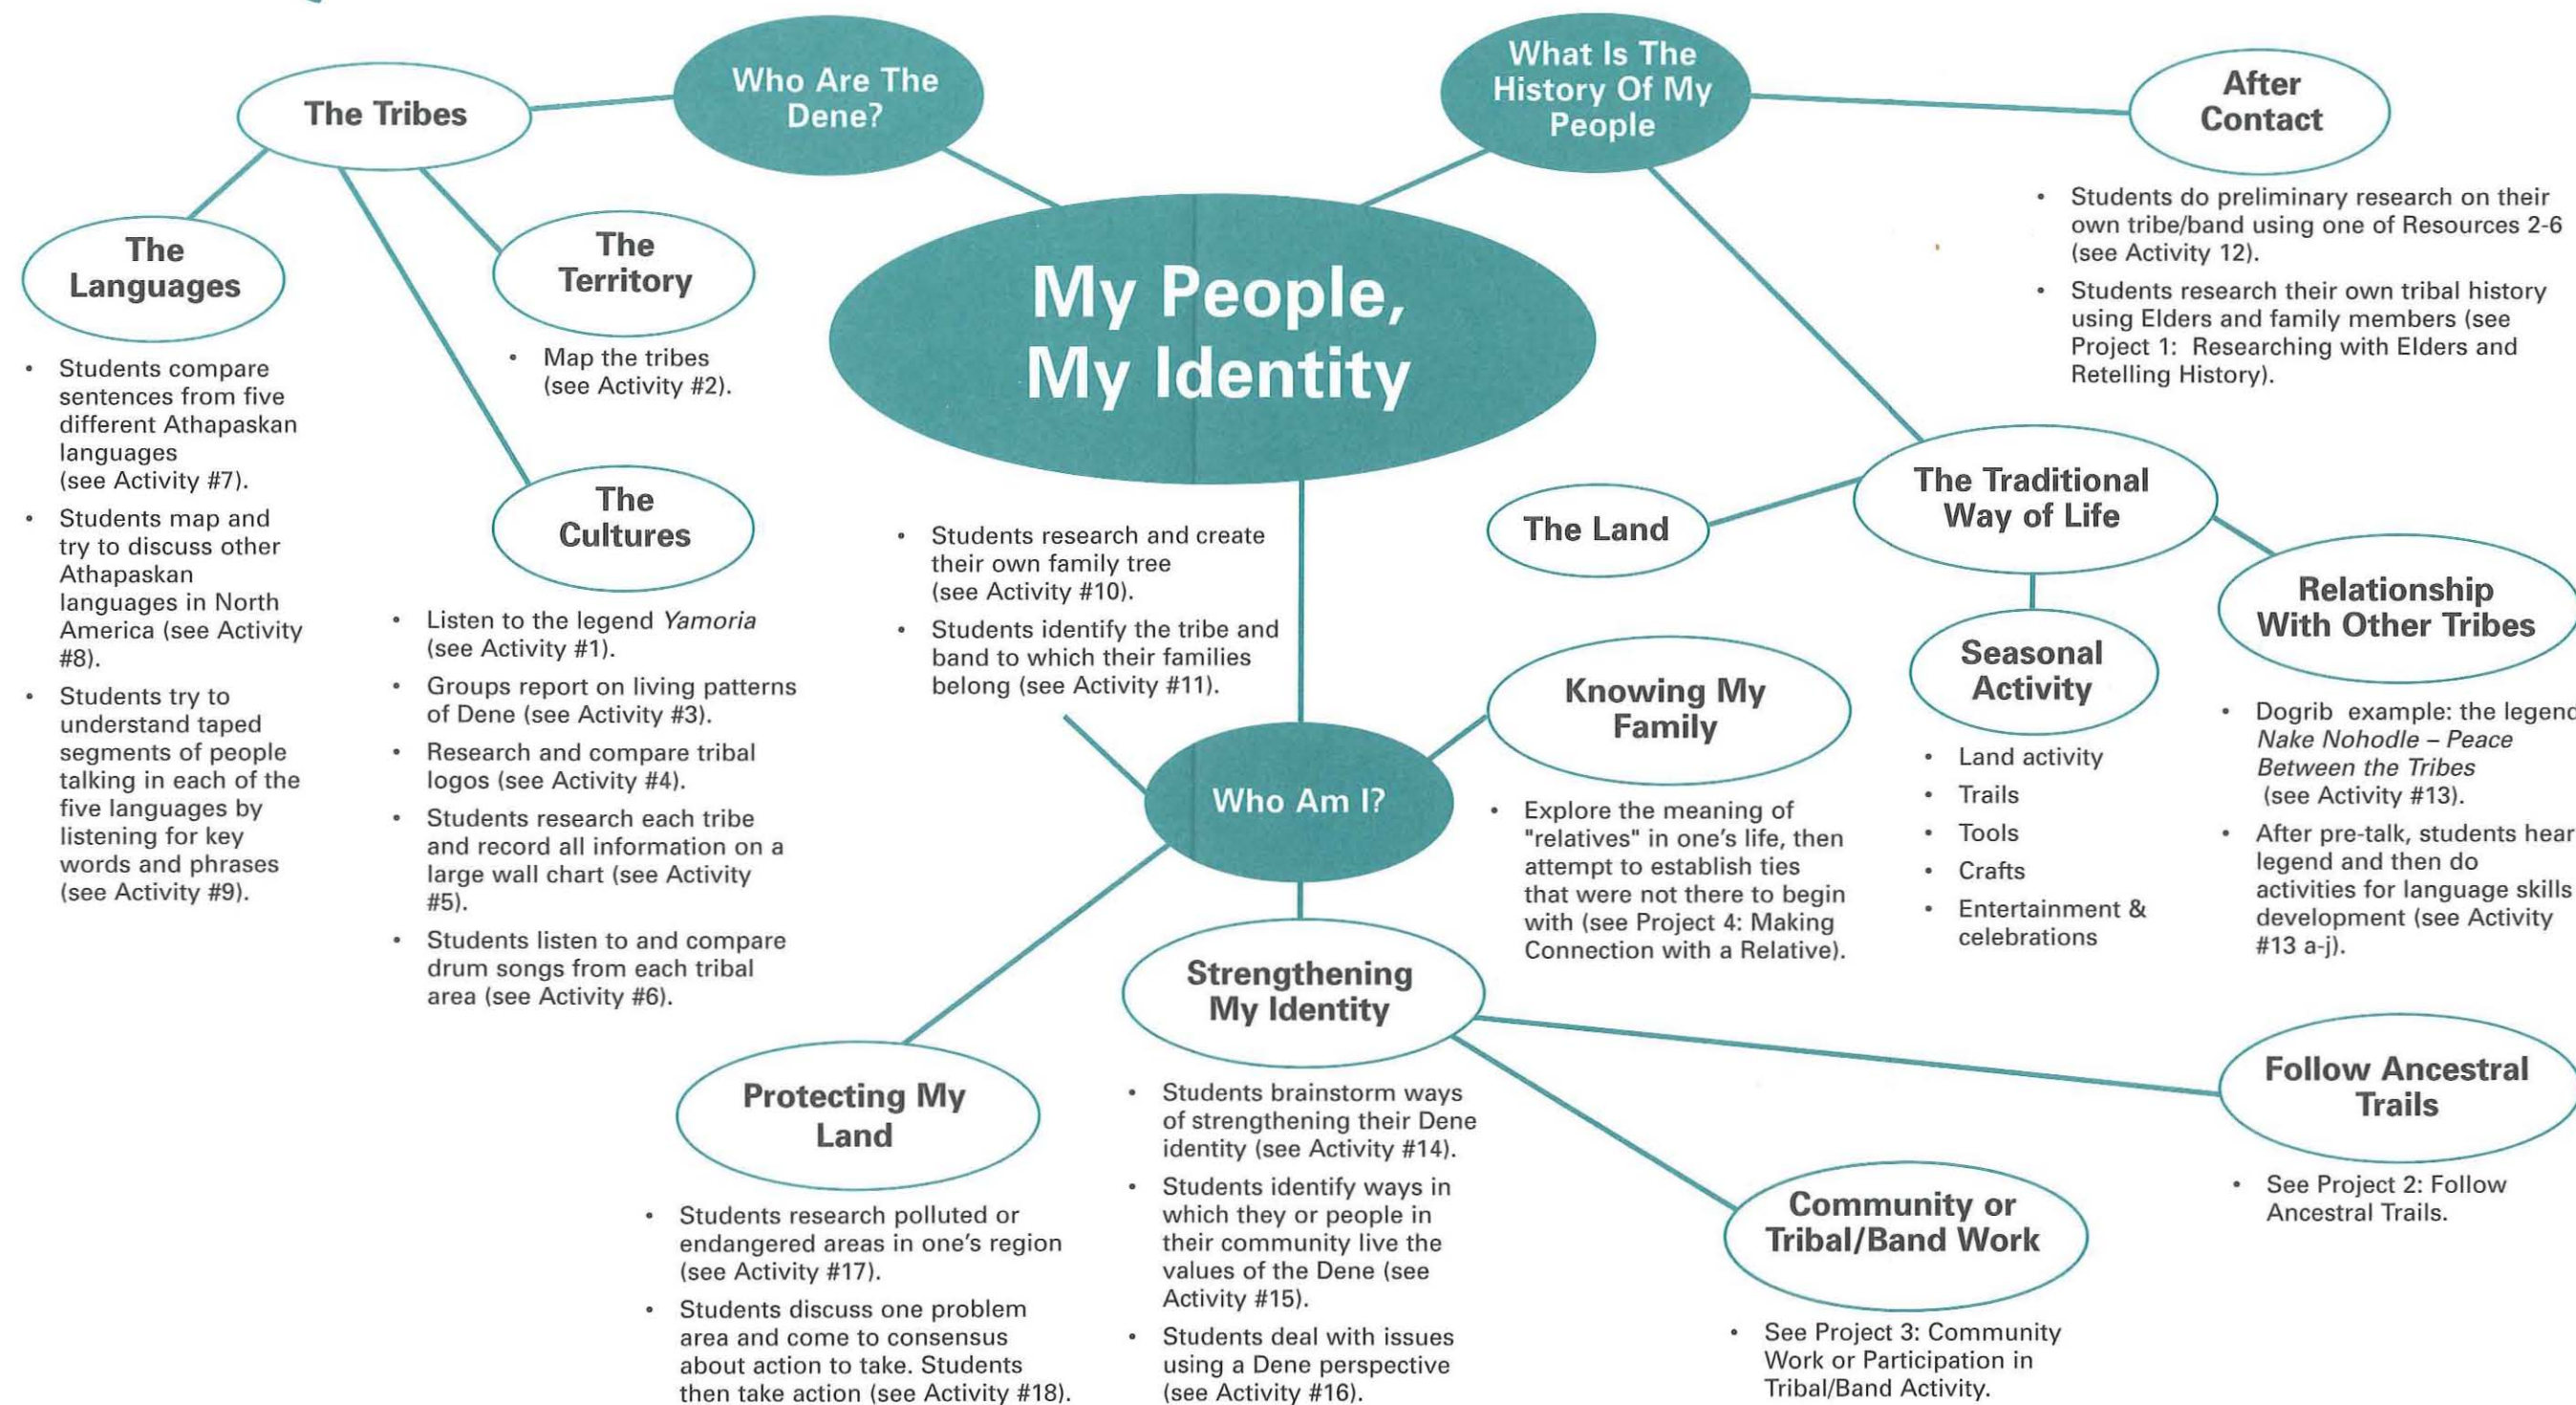 My People,
My Identity
Who Are The
Dene?
The Tribes
The
Languages
• Students compare
sentences from five
different Athapaskan
languages
(see Activity #7).
• Students map and
try to discuss other
Athapaskan
languages in North
America (see Activity
#8).
• Students try to
understand taped
segments of people
talking in each of the
five languages by
listening for key
words and phrases
(see Activity #9).
The
Territory
• Map the tribes
(see Activity #2).
The
Cultures
• Listen to the legend Yamoria
(see Activity #1).
• Groups report on living patterns
of Dene (see Activity #3).
• Research and compare tribal
logos (see Activity #4).
• Students research each tribe
and record all information on a
large wall chart (see Activity
#5).
• Students listen to and compare
drum songs from each tribal
area (see Activity #6).
What Is The
History Of My
People
After
Contact
• Students do preliminary research on their
own tribe/band using one of Resources 2-6
(see Activity 12).
• Students research their own tribal history
using Elders and family members (see
Project 1: Researching with Elders and
Retelling History).
The Traditional
Way of Life
The Land
Seasonal
Activity
• Land activity
• Trails
• Tools
• Crafts
• Entertainment &
celebrations
Relationship
With Other Tribes
• Dogrib example: the legend
Nake Nohodle – Peace
Between the Tribes
(see Activity #13).
• After pre-talk, students hear
legend and then do
activities for language skills
development (see Activity
#13 a-j).
Who Am I?
• Students research and create
their own family tree
(see Activity #10).
• Students identify the tribe and
band to which their families
belong (see Activity #11).
Knowing My
Family
• Explore the meaning of
"relatives" in one's life, then
attempt to establish ties
that were not there to begin
with (see Project 4: Making
Connection with a Relative).
Strengthening
My Identity
• Students brainstorm ways
of strengthening their Dene
identity (see Activity #14).
• Students identify ways in
which they or people in
their community live the
values of the Dene (see
Activity #15).
• Students deal with issues
using a Dene perspective
(see Activity #16).
Protecting My
Land
• Students research polluted or
endangered areas in one's region
(see Activity #17).
• Students discuss one problem
area and come to consensus
about action to take. Students
then take action (see Activity #18).
Community or
Tribal/Band Work
• See Project 3: Community
Work or Participation in
Tribal/Band Activity.
Follow Ancestral
Trails
• See Project 2: Follow
Ancestral Trails.